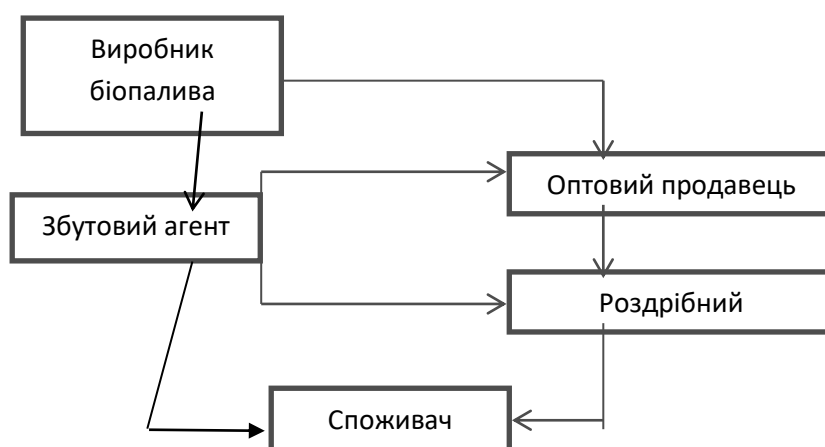 Виробник
біопалива
Оптовий продавець
Збутовий агент
Роздрібний
Споживач